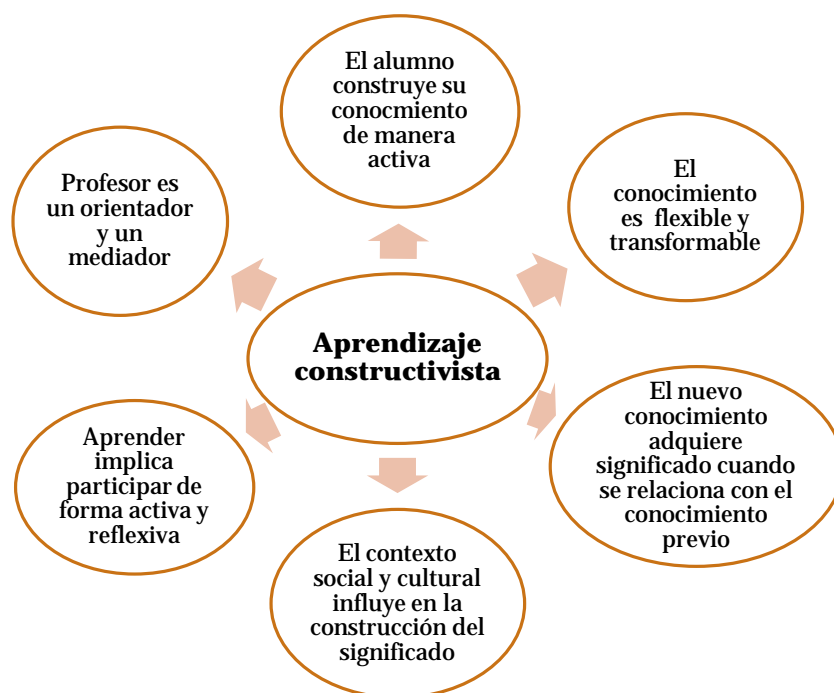 El alumno
construye su
conocmiento
de manera
activa
El
conocimiento
es flexible y
transformable
El nuevo
conocimiento
adquiere
significado cuando
se relaciona con el
conocimiento
previo
El contexto
social y cultural
influye en la
construcción del
significado
Aprender
implica
participar de
forma activa y
reflexiva
Profesor es
un orientador
y un
mediador
Aprendizaje
constructivista